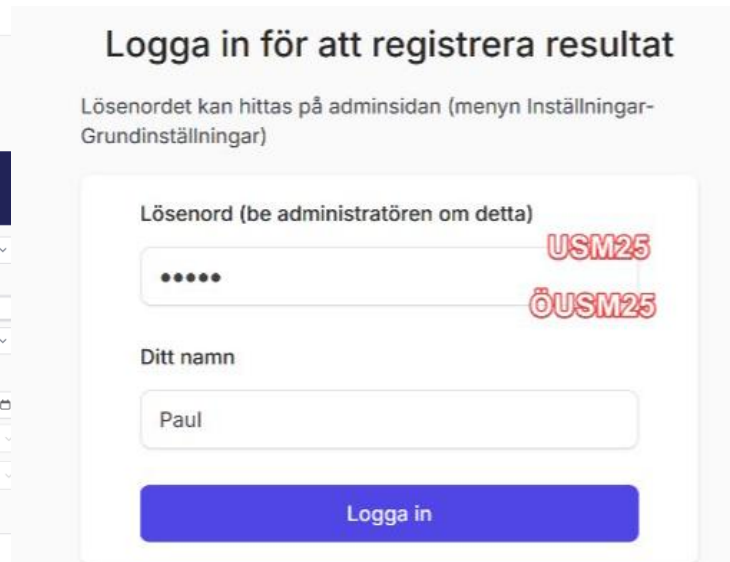 Logga in för att registrera resultat
Lösenordet kan hittas på adminsidan (menyn Inställningar-
Grundinställningar)
Lösenord (be administratören om detta)
USM25
•••••
ÖUSM25
Ditt namn
Paul
Logga in